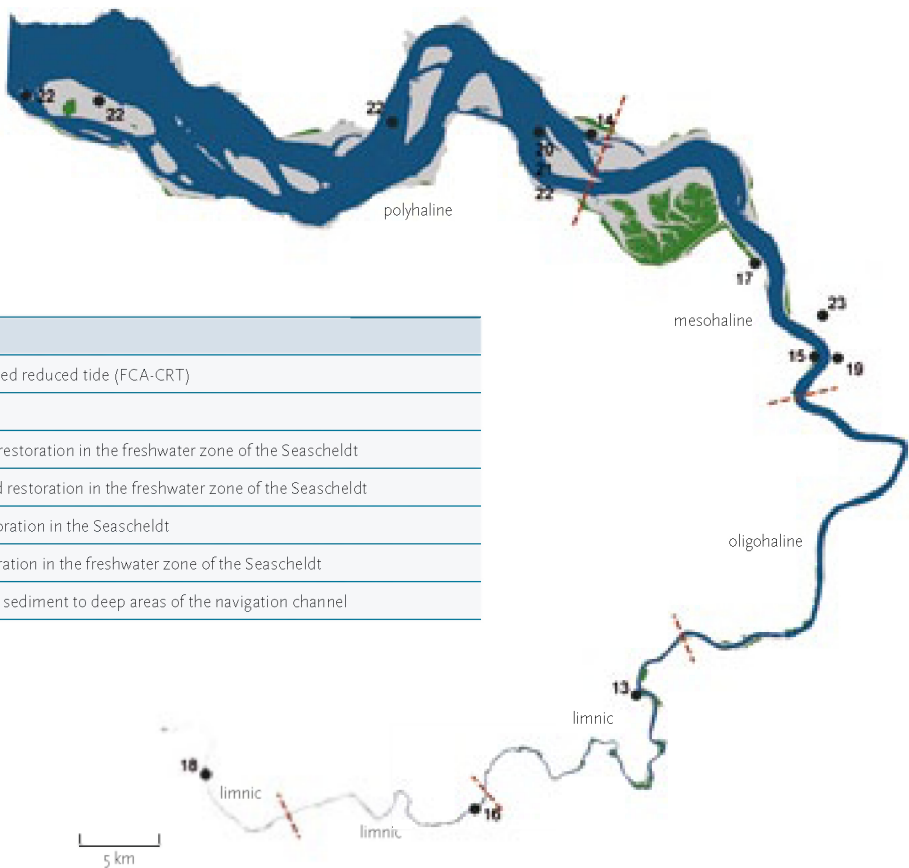 22
22
22
14
20
21
22
polyhaline
17
mesohaline
23
15
19
ed reduced tide (FCA-CRT)
restoration in the freshwater zone of the Seascheldt
d restoration in the freshwater zone of the Seascheldt
oration in the Seascheldt
ration in the freshwater zone of the Seascheldt
sediment to deep areas of the navigation channel
oligohaline
13
limnic
18
limnic
16
limnic
5 km